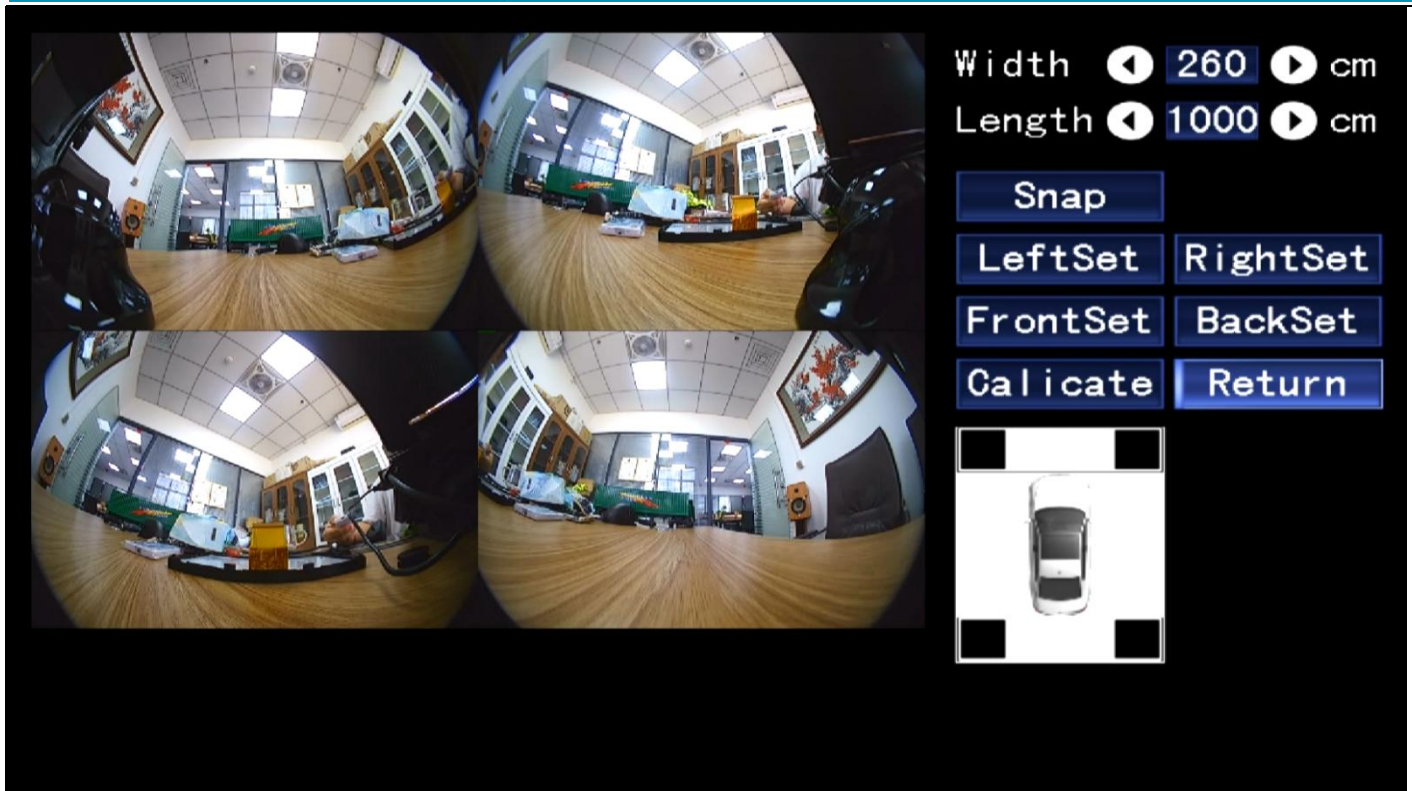 Width 260 cm
Length 1000 cm
Snap
LeftSet RightSet
FrontSet BackSet
Calicate Return